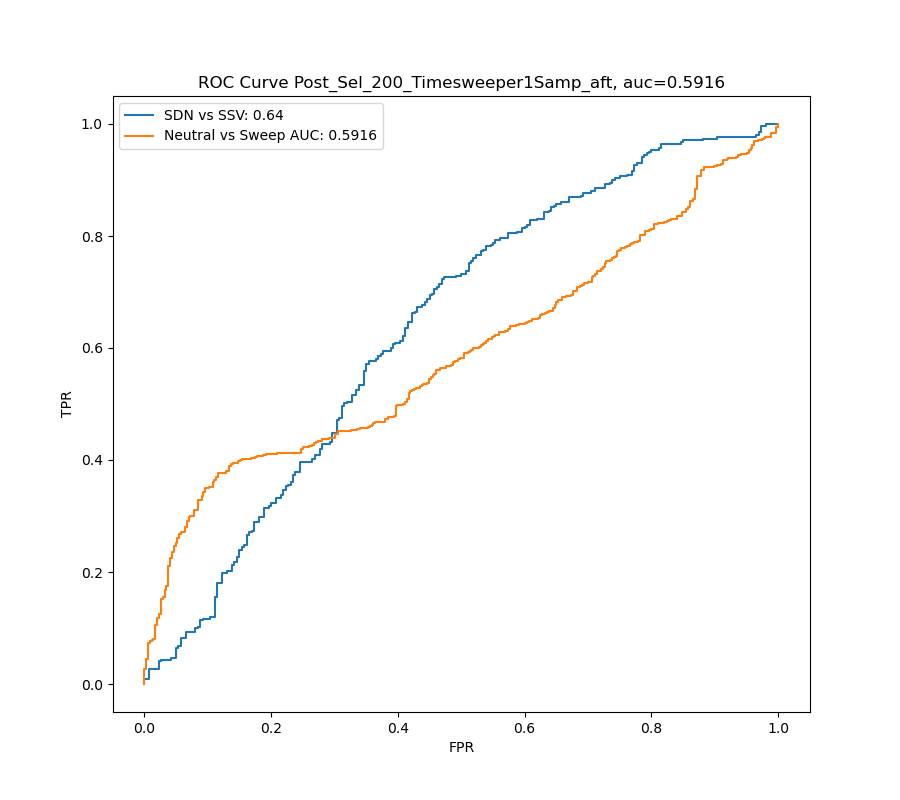 ROC Curve Post_Sel_200_Timesweeper1Samp_aft, auc=0.5916
SDN vs SSV: 0.64
Neutral vs Sweep AUC: 0.5916
1.0
0.8
0.6
0.4
0.2
0.0
TPR
0.0 0.2 0.4 0.6 0.8 1.0
FPR